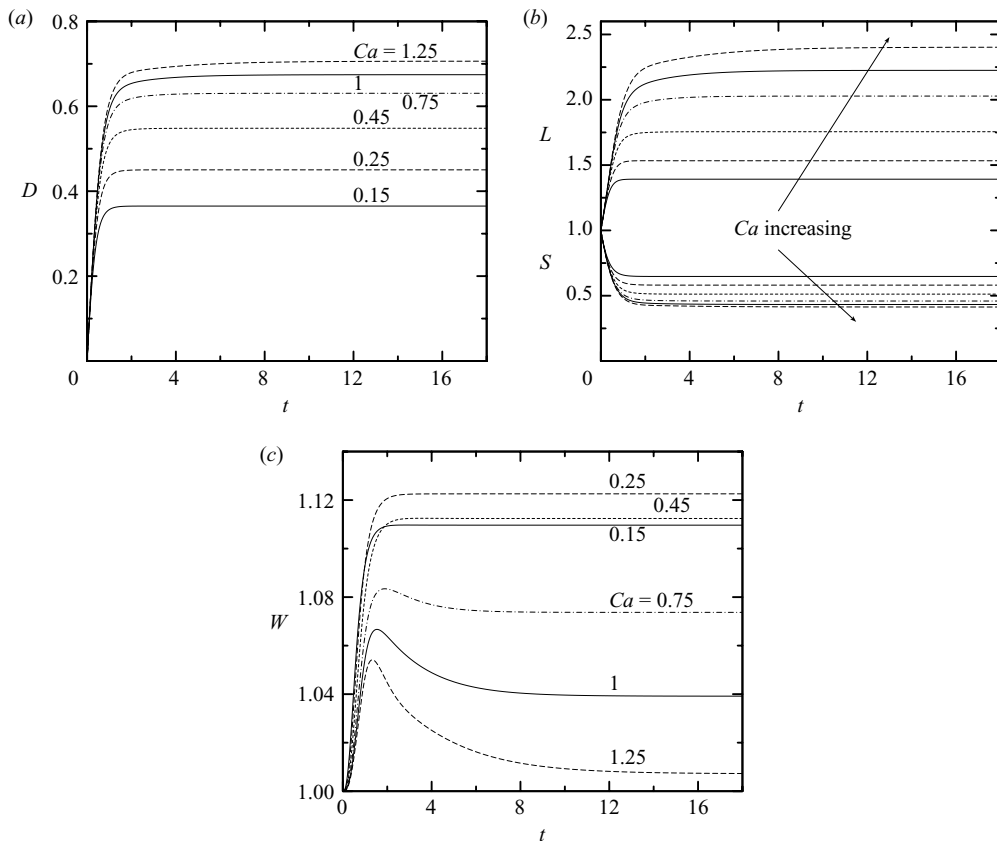 (a)
0.8
0.6
0.4
0.2
0
D
Ca = 1.25
1
0.75
0.45
0.25
0.15
4
8
12
16
t
(b)
2.5
2.0
1.5
1.0
0.5
L
S
Ca increasing
0
4
8
12
16
t
(c)
1.12
1.08
1.04
1.00
W
0.25
0.45
0.15
Ca = 0.75
1
1.25
0
4
8
12
16
t